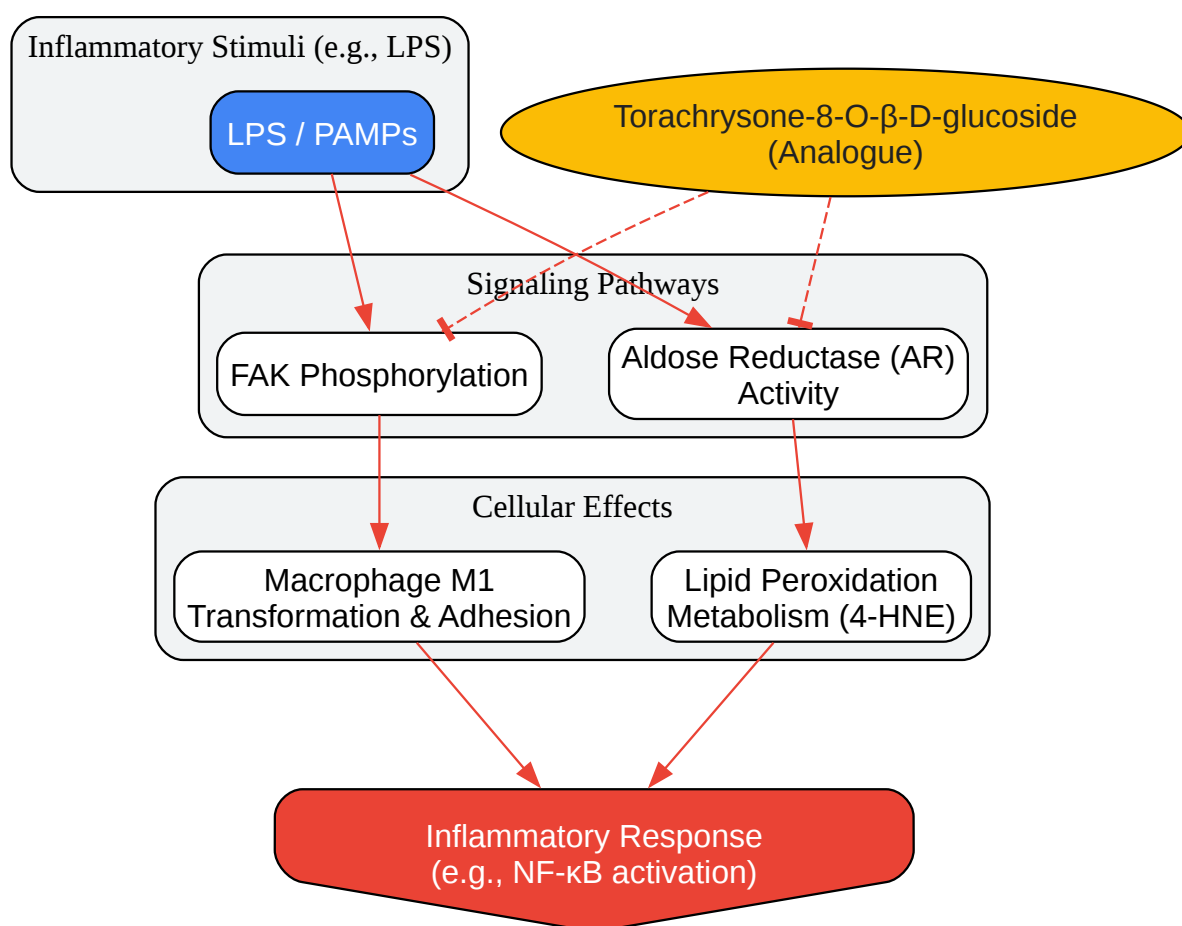 Inflammatory Stimuli (e.g., LPS)
LPS / PAMPs
Torachrysone-8-O-β-D-glucoside
(Analogue)
Signaling Pathways
FAK Phosphorylation
Aldose Reductase (AR)
Activity
Cellular Effects
Macrophage M1
Transformation & Adhesion
Lipid Peroxidation
Metabolism (4-HNE)
Inflammatory Response
(e.g., NF-κB activation)